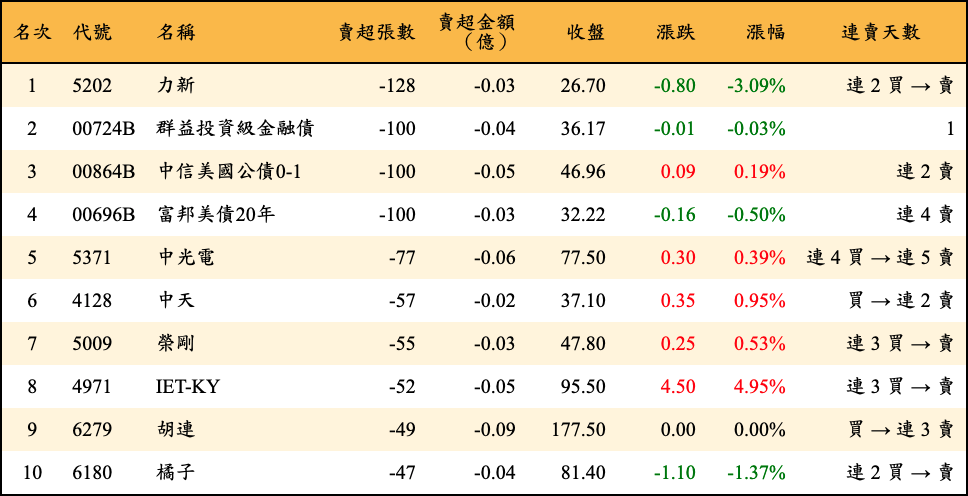 名次 代號 名稱 賣超張數 賣超金額（億） 收盤 漲跌 漲幅 連賣天數
1 5202 力新 -128 -0.03 26.70 -0.80 -3.09% 連 2 買 → 賣
2 00724B 群益投資級金融債 -100 -0.04 36.17 -0.01 -0.03% 1
3 00864B 中信美國公債0-1 -100 -0.05 46.96 0.09 0.19% 連 2 賣
4 00696B 富邦美債20年 -100 -0.03 32.22 -0.16 -0.50% 連 4 賣
5 5371 中光電 -77 -0.06 77.50 0.30 0.39% 連 4 買 → 連 5 賣
6 4128 中天 -57 -0.02 37.10 0.35 0.95% 買 → 連 2 賣
7 5009 榮剛 -55 -0.03 47.80 0.25 0.53% 連 3 買 → 賣
8 4971 IET-KY -52 -0.05 95.50 4.50 4.95% 連 3 買 → 賣
9 6279 胡連 -49 -0.09 177.50 0.00 0.00% 買 → 連 3 賣
10 6180 橘子 -47 -0.04 81.40 -1.10 -1.37% 連 2 買 → 賣